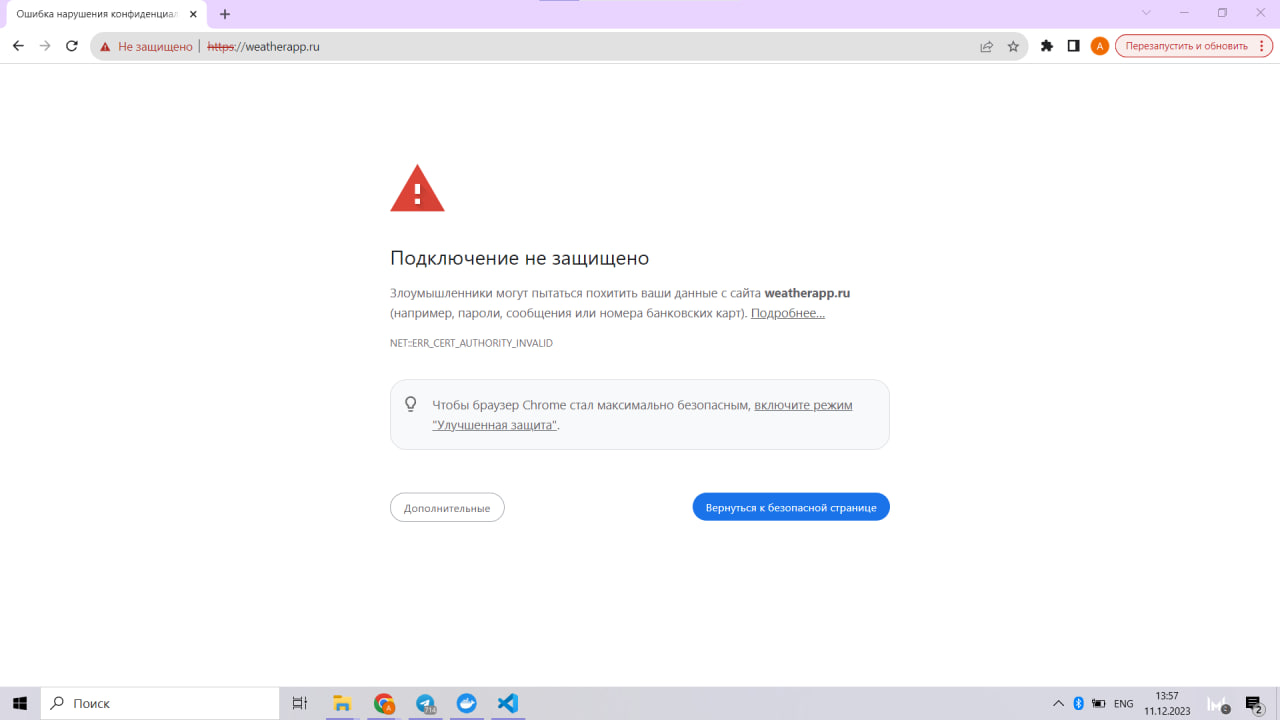 Ошибка нарушения конфиденциал
Не защищено
https://weatherapp.ru
A
Перезапустить и обновить
Подключение не защищено
Злоумышленники могут пытаться похитить ваши данные с сайта weatherapp.ru
(например, пароли, сообщения или номера банковских карт). Подробнее...
NET::ERR_CERT_AUTHORITY_INVALID
Чтобы браузер Chrome стал максимально безопасным, включите режим
"Улучшенная защита".
Дополнительные
Вернуться к безопасной странице
Поиск
A
714
ENG
13:57
11.12.2023
2